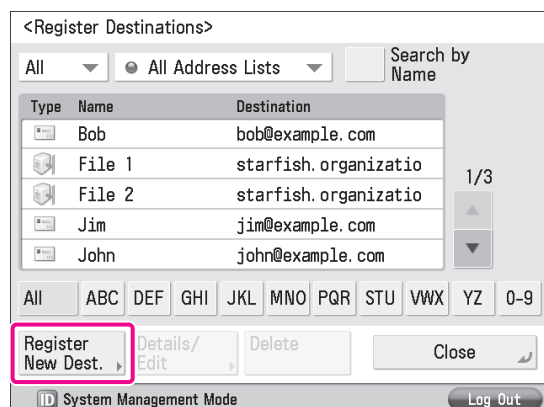 <Register Destinations>
All
All Address Lists
Search by
Name
Type Name Destination
Bob bob@example.com
File 1 starfish.organizatio
File 2 starfish.organizatio
1/3
Jim jim@example.com
John john@example.com
All ABC DEF GHI JKL MNO PQR STU VWX YZ 0-9
Register
New Dest.
Details/
Edit
Delete
Close
ID System Management Mode
Log Out